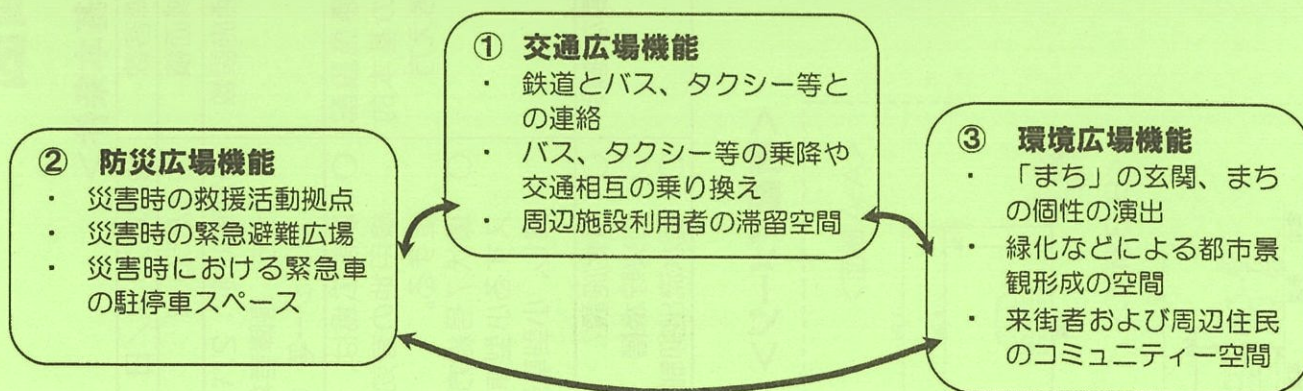 ① 交通広場機能
・ 鉄道とバス、タクシー等と
の連絡
・ バス、タクシー等の乗降や
交通相互の乗り換え
・ 周辺施設利用者の滞留空間
② 防災広場機能
・ 災害時の救援活動拠点
・ 災害時の緊急避難広場
・ 災害時における緊急車
の駐停車スペース
③ 環境広場機能
・ 「まち」の玄関、まち
の個性の演出
・ 緑化などによる都市景
観形成の空間
・ 来街者および周辺住民
のコミュニティー空間